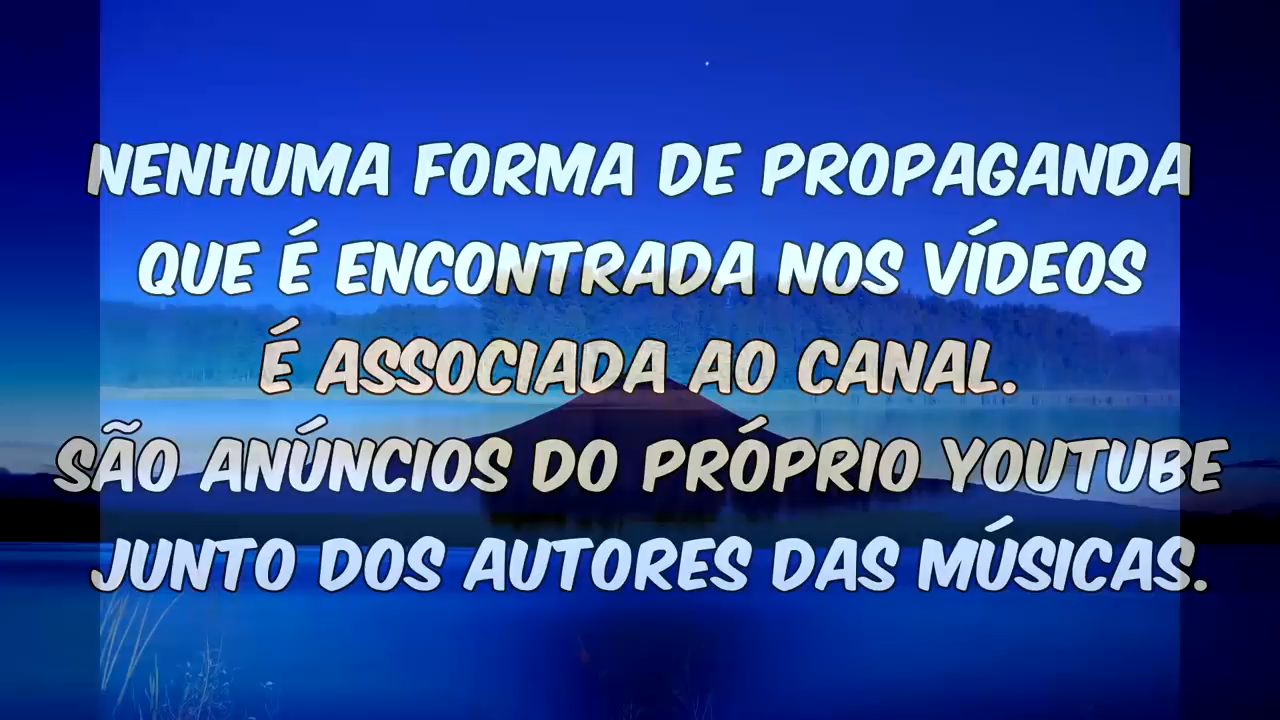 NENHUMA FORMA DE PROPAGANDA
QUE É ENCONTRADA NOS VÍDEOS
É ASSOCIADA AO CANAL.
SÃO ANÚNCIOS DO PRÓPRIO YOUTUBE
JUNTO DOS AUTORES DAS MÚSICAS.